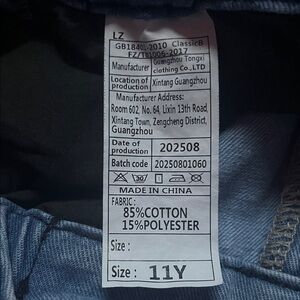 LZ
GB18401-2010 ClassicB
FZ/T81006-2017
Manufacturer Guangzhou Tongxi clothing Co.,LTD
Location of production Xintang Guangzhou
Manufacturer Address:
Room 602, No. 64, Lixin 13th Road,
Xintang Town, Zengcheng District,
Guangzhou
Date of production 202508
Batch code 20250801060
MADE IN CHINA
FABRIC:
85%COTTON
15%POLYESTER
Size :
Size : 11Y